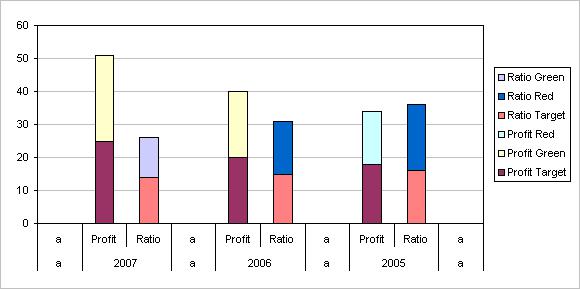 60
50
40
30
20
10
0
Ratio Green
Ratio Red
Ratio Target
Profit Red
Profit Green
Profit Target
a Profit Ratio a Profit Ratio a Profit Ratio a
a 2007 a 2006 a 2005 a